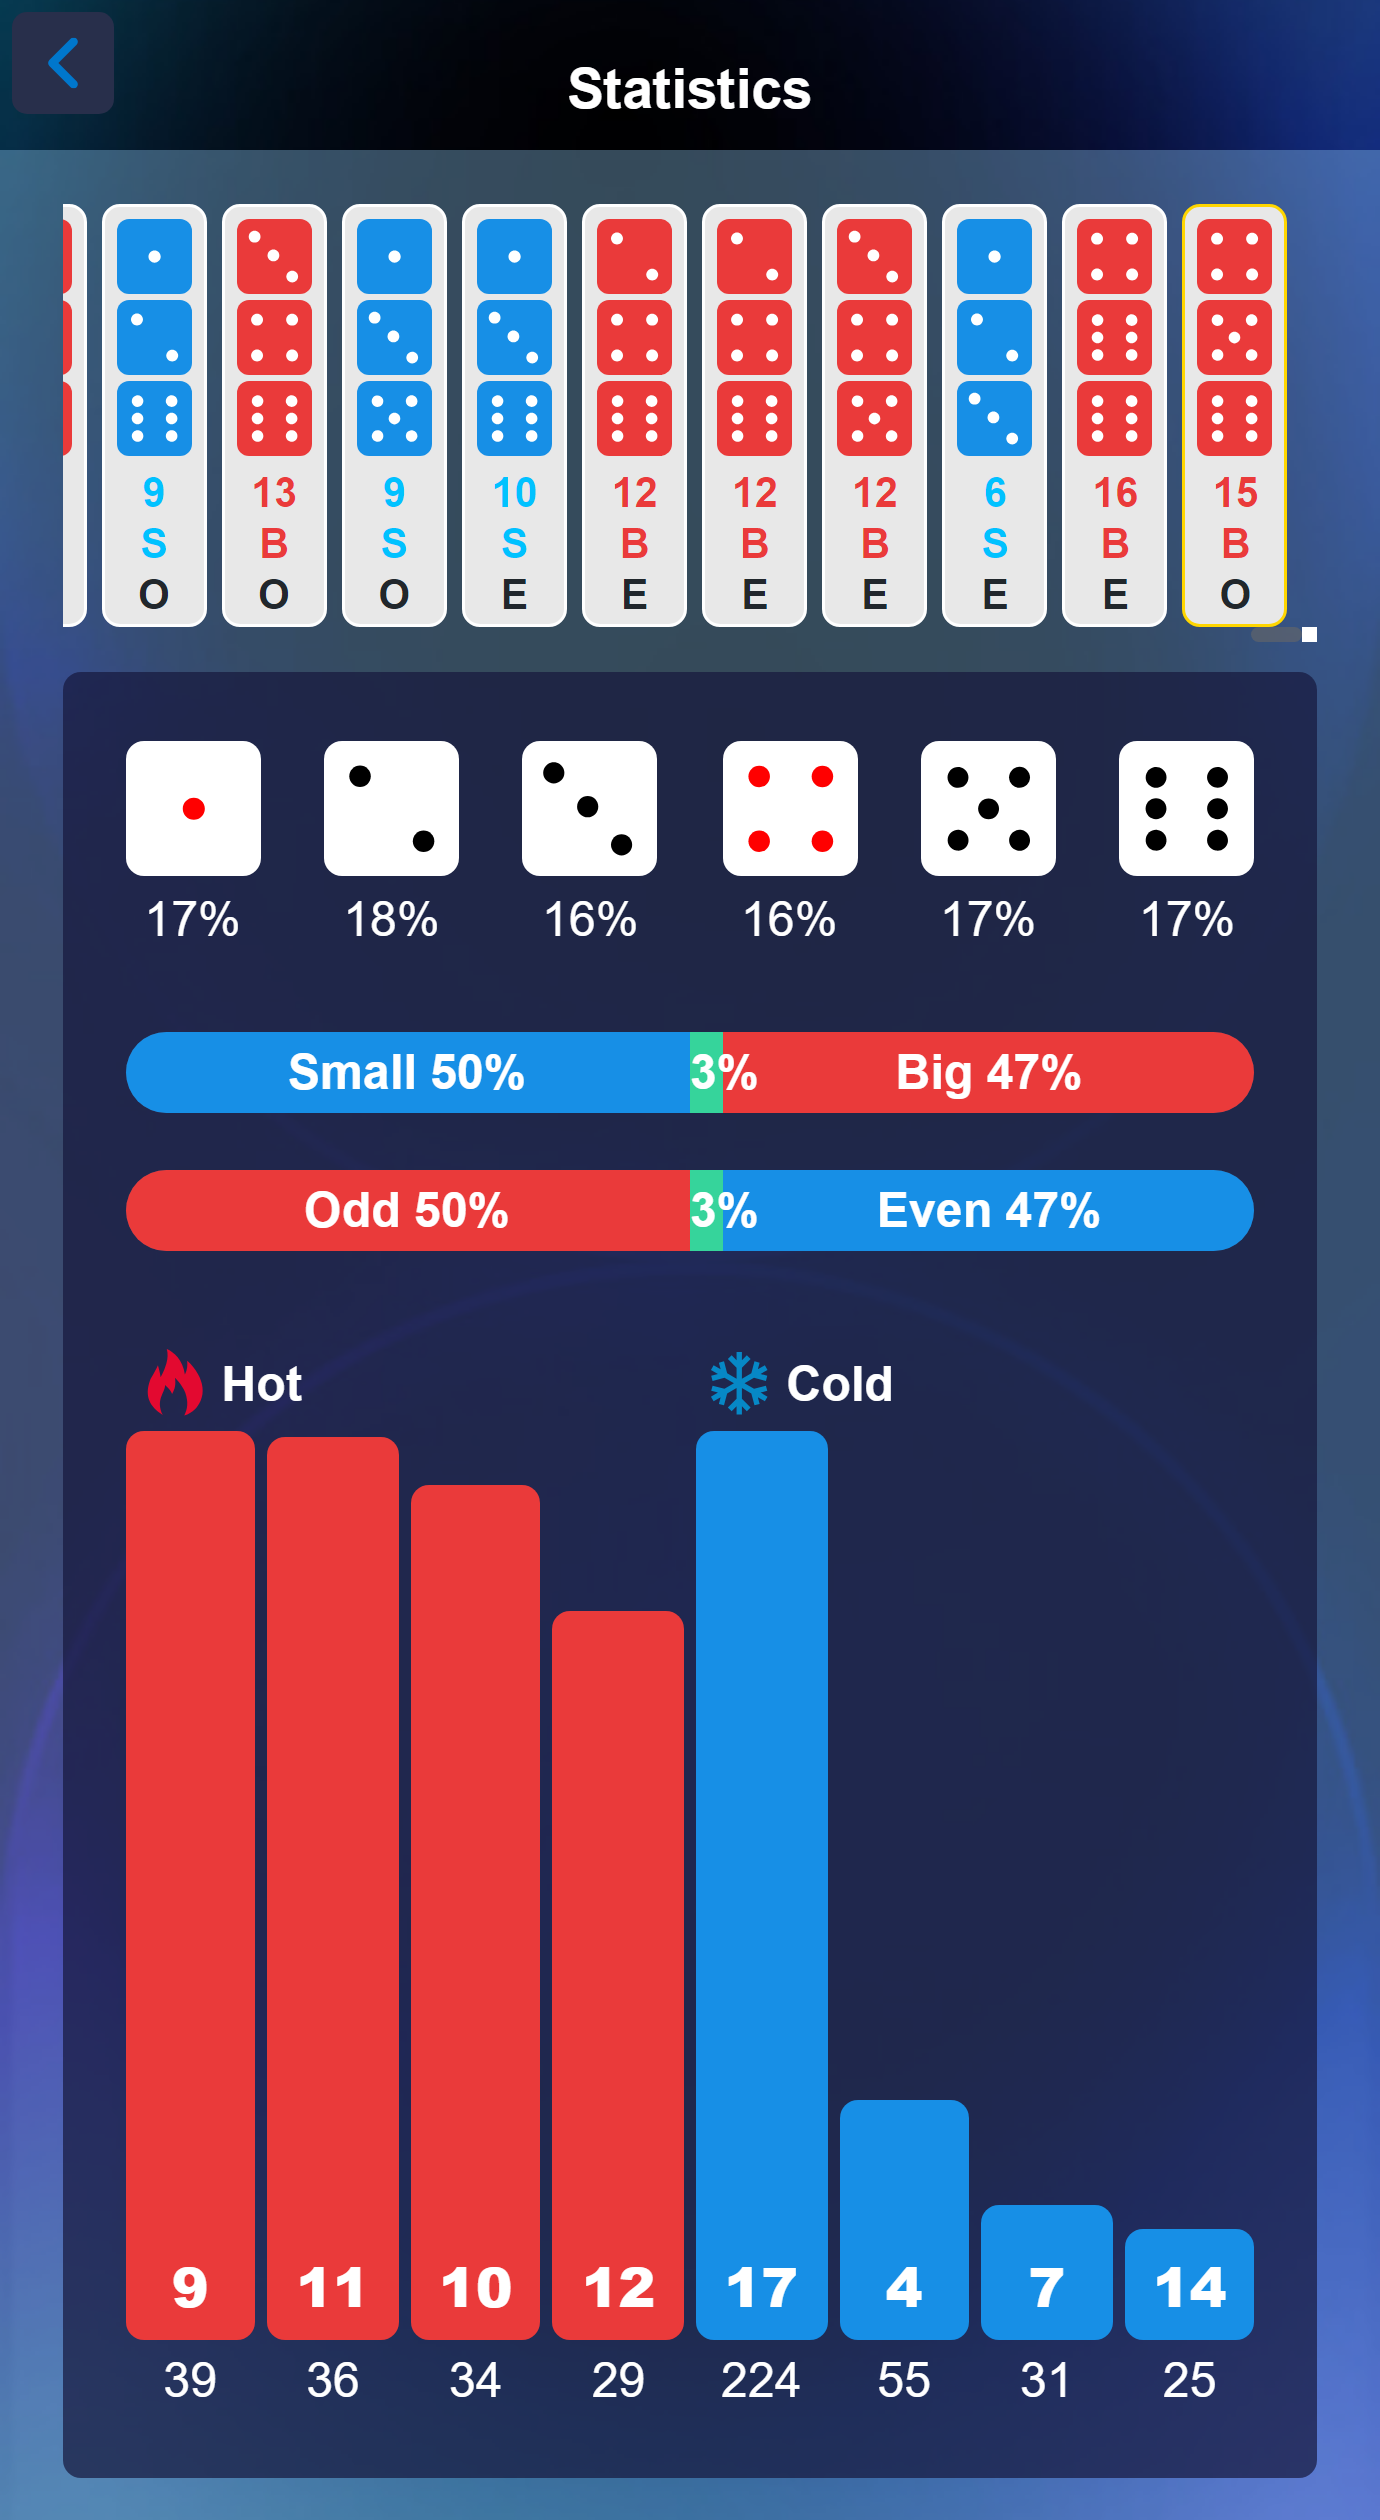 Statistics
9 13 9 10 12 12 12 6 16 15
S B S S B B B S B B
O O O E E E E E E O
17% 18% 16% 16% 17% 17%
Small 50% 3% Big 47%
Odd 50% 3% Even 47%
Hot Cold
9 11 10 12 17 4 7 14
39 36 34 29 224 55 31 25